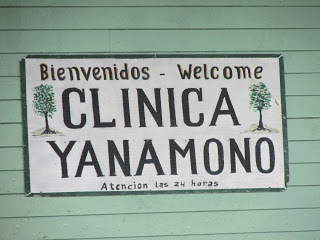 Bienvenidos - Welcome
CLINICA
YANAMONO
Atencion las 24 horas